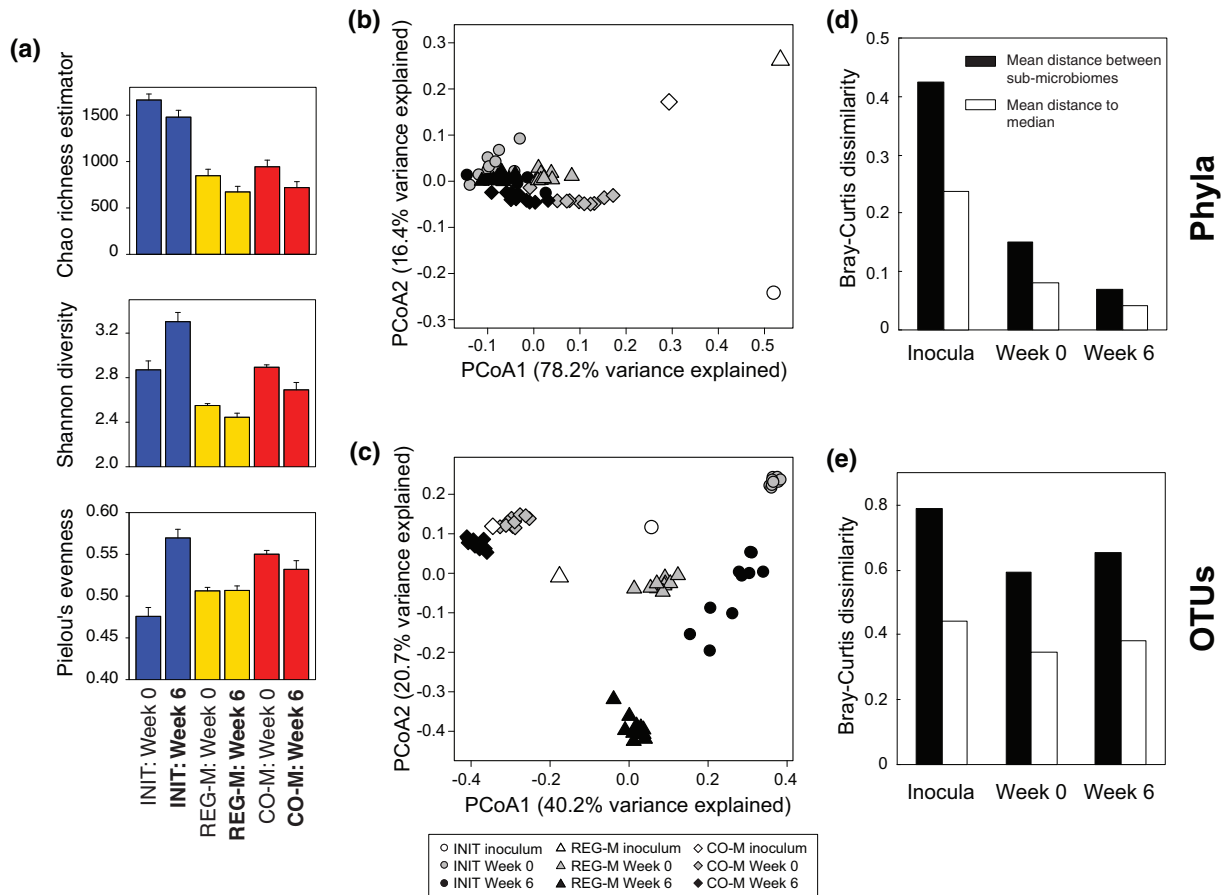 (a)
Chao richness estimator
1500
1000
500
0
Shannon diversity
3.2
2.8
2.4
2.0
Pielou's evenness
0.60
0.55
0.50
0.45
0.40
INIT: Week 0
INIT: Week 6
REG-M: Week 0
REG-M: Week 6
CO-M: Week 0
CO-M: Week 6
(b)
PCoA2 (16.4% variance explained)
0.3
0.2
0.1
0.0
-0.1
-0.2
-0.3
-0.1 0.0 0.1 0.2 0.3 0.4 0.5
PCoA1 (78.2% variance explained)
(c)
PCoA2 (20.7% variance explained)
0.2
0.1
0.0
-0.1
-0.2
-0.3
-0.4
-0.4 -0.2 0.0 0.2 0.4
PCoA1 (40.2% variance explained)
INIT inoculum REG-M inoculum CO-M inoculum
INIT Week 0 REG-M Week 0 CO-M Week 0
INIT Week 6 REG-M Week 6 CO-M Week 6
(d)
Bray-Curtis dissimilarity
0.5
0.4
0.3
0.2
0.1
0
Mean distance between
sub-microbiomes
Mean distance to
median
Inocula Week 0 Week 6
Phyla
(e)
Bray-Curtis dissimilarity
0.8
0.6
0.4
0.2
0
Inocula Week 0 Week 6
OTUs